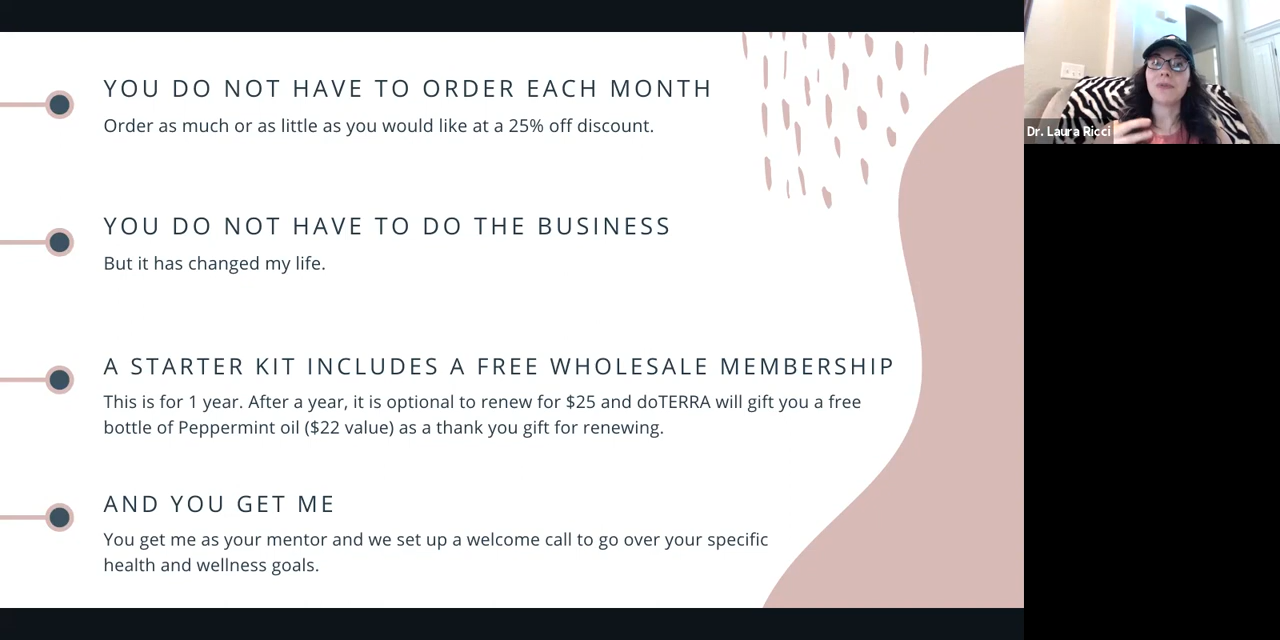 YOU DO NOT HAVE TO ORDER EACH MONTH
Order as much or as little as you would like at a 25% off discount.
YOU DO NOT HAVE TO DO THE BUSINESS
But it has changed my life.
A STARTER KIT INCLUDES A FREE WHOLESALE MEMBERSHIP
This is for 1 year. After a year, it is optional to renew for $25 and doTERRA will gift you a free
bottle of Peppermint oil ($22 value) as a thank you gift for renewing.
AND YOU GET ME
You get me as your mentor and we set up a welcome call to go over your specific
health and wellness goals.
Dr. Laura Ricci